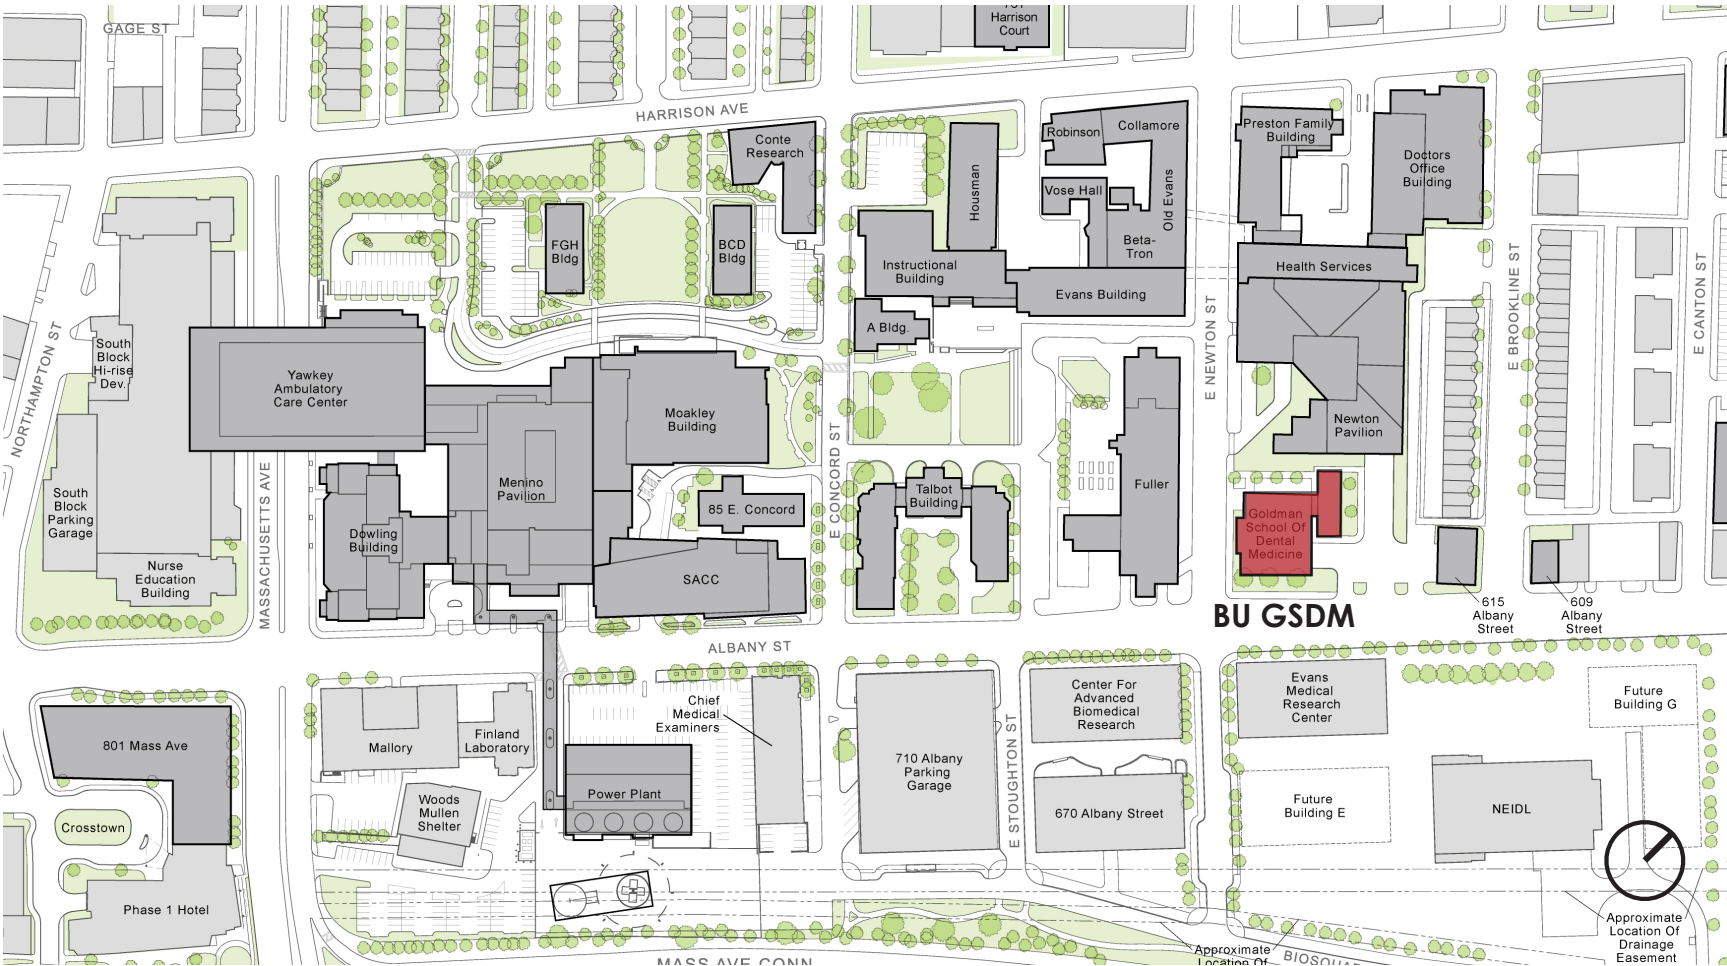 GAGE ST
Harrison
Court
HARRISON AVE
Conte
Research
Robinson
Collamore
Preston Family
Building
Doctors
Office
Building
Housman
Vose Hall
Old Evans
FGH
Bldg
BCD
Bldg
Beta-
Tron
Instructional
Building
Health Services
Evans Building
A Bldg.
E NEWTON ST
E BROOKLINE ST
E CANTON ST
NORTHAMPTON ST
South
Block
Hi-rise
Dev.
Yawkey
Ambulatory
Care Center
Moakley
Building
Newton
Pavilion
E CONCORD ST
MASSACHUSETTS AVE
South
Block
Parking
Garage
Menino
Pavilion
Talbot
Building
Fuller
85 E. Concord
Dowling
Building
Goldman
School Of
Dental
Medicine
Nurse
Education
Building
SACC
BU GSDM
615
Albany
Street
609
Albany
Street
ALBANY ST
Chief
Medical
Examiners
Center For
Advanced
Biomedical
Research
Evans
Medical
Research
Center
Future
Building G
801 Mass Ave
Mallory
Finland
Laboratory
E STOUGHTON ST
710 Albany
Parking
Garage
Woods
Mullen
Shelter
Power Plant
670 Albany Street
Future
Building E
NEIDL
Crosstown
Phase 1 Hotel
Approximate
Location Of
Drainage
Easement
Approximate
Location Of
MASS AVE CONN
BIOSQUAR